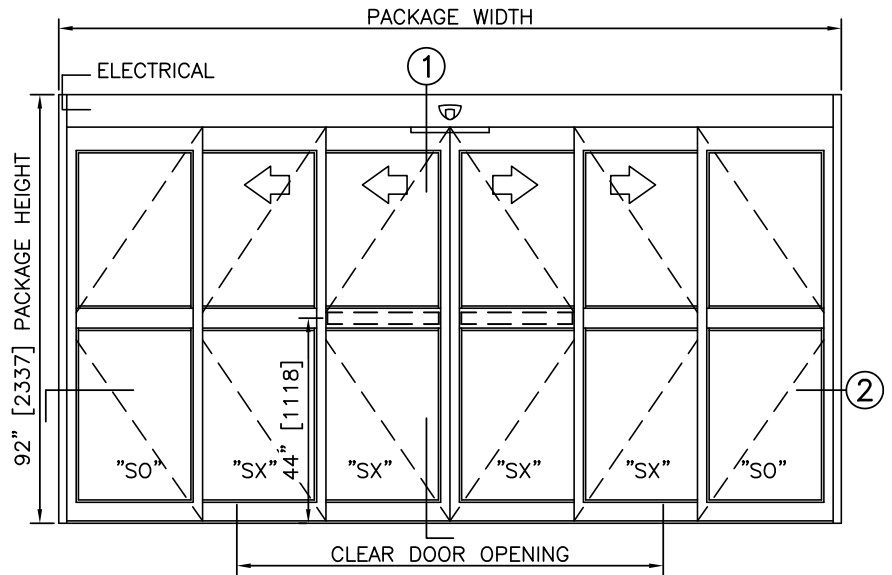 PACKAGE WIDTH
ELECTRICAL
1
92” [2337] PACKAGE HEIGHT
44” [1118]
2
”SO” ”SX” ”SX” ”SX” ”SX” ”SO”
CLEAR DOOR OPENING